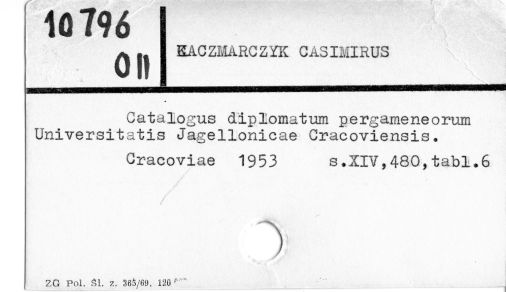 10796
OII
KACZMARCZYK CASIMIRUS
Catalogus diplomatum pergameneorum
Universitatis Jagellonicae Cracoviensis.
Cracoviae 1953 s.XIV,480,tabl.6
ZG Pol. Śl. z. 365/69, 120